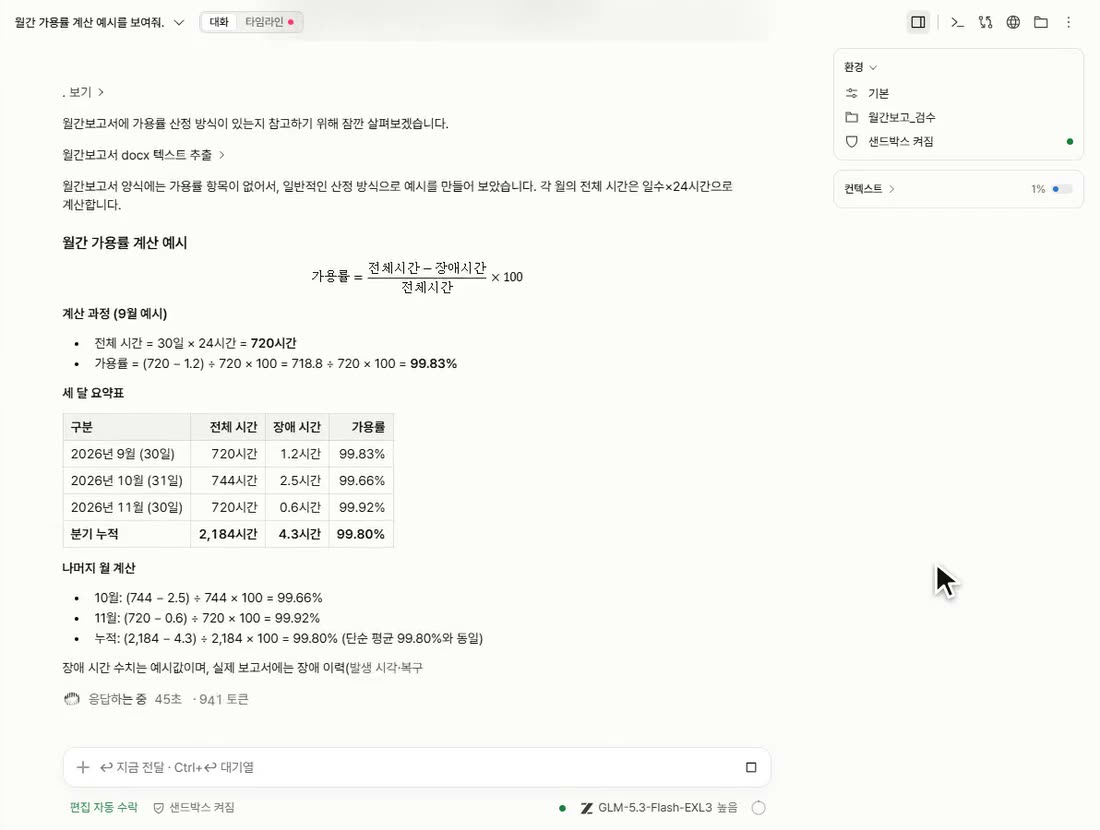 월간 가용률 계산 예시를 보여줘.
대화 타임라인
. 보기
월간보고서에 가용률 산정 방식이 있는지 참고하기 위해 잠깐 살펴보겠습니다.
월간보고서 docx 텍스트 추출
월간보고서 양식에는 가용률 항목이 없어서, 일반적인 산정 방식으로 예시를 만들어 보았습니다. 각 월의 전체 시간은 일수×24시간으로
계산합니다.
월간 가용률 계산 예시
가용률 = (전체시간 − 장애시간) / 전체시간 × 100
계산 과정 (9월 예시)
• 전체 시간 = 30일 × 24시간 = 720시간
• 가용률 = (720 − 1.2) ÷ 720 × 100 = 718.8 ÷ 720 × 100 = 99.83%
세 달 요약표
구분 전체 시간 장애 시간 가용률
2026년 9월 (30일) 720시간 1.2시간 99.83%
2026년 10월 (31일) 744시간 2.5시간 99.66%
2026년 11월 (30일) 720시간 0.6시간 99.92%
분기 누적 2,184시간 4.3시간 99.80%
나머지 월 계산
• 10월: (744 − 2.5) ÷ 744 × 100 = 99.66%
• 11월: (720 − 0.6) ÷ 720 × 100 = 99.92%
• 누적: (2,184 − 4.3) ÷ 2,184 × 100 = 99.80% (단순 평균 99.80%와 동일)
장애 시간 수치는 예시값이며, 실제 보고서에는 장애 이력(발생 시각·복구
응답하는 중 45초 · 941 토큰
↩ 지금 전달 · Ctrl+↩ 대기열
편집 자동 수락 샌드박스 켜짐
GLM-5.3-Flash-EXL3 높음
환경
기본
월간보고_검수
샌드박스 켜짐
컨텍스트 1%